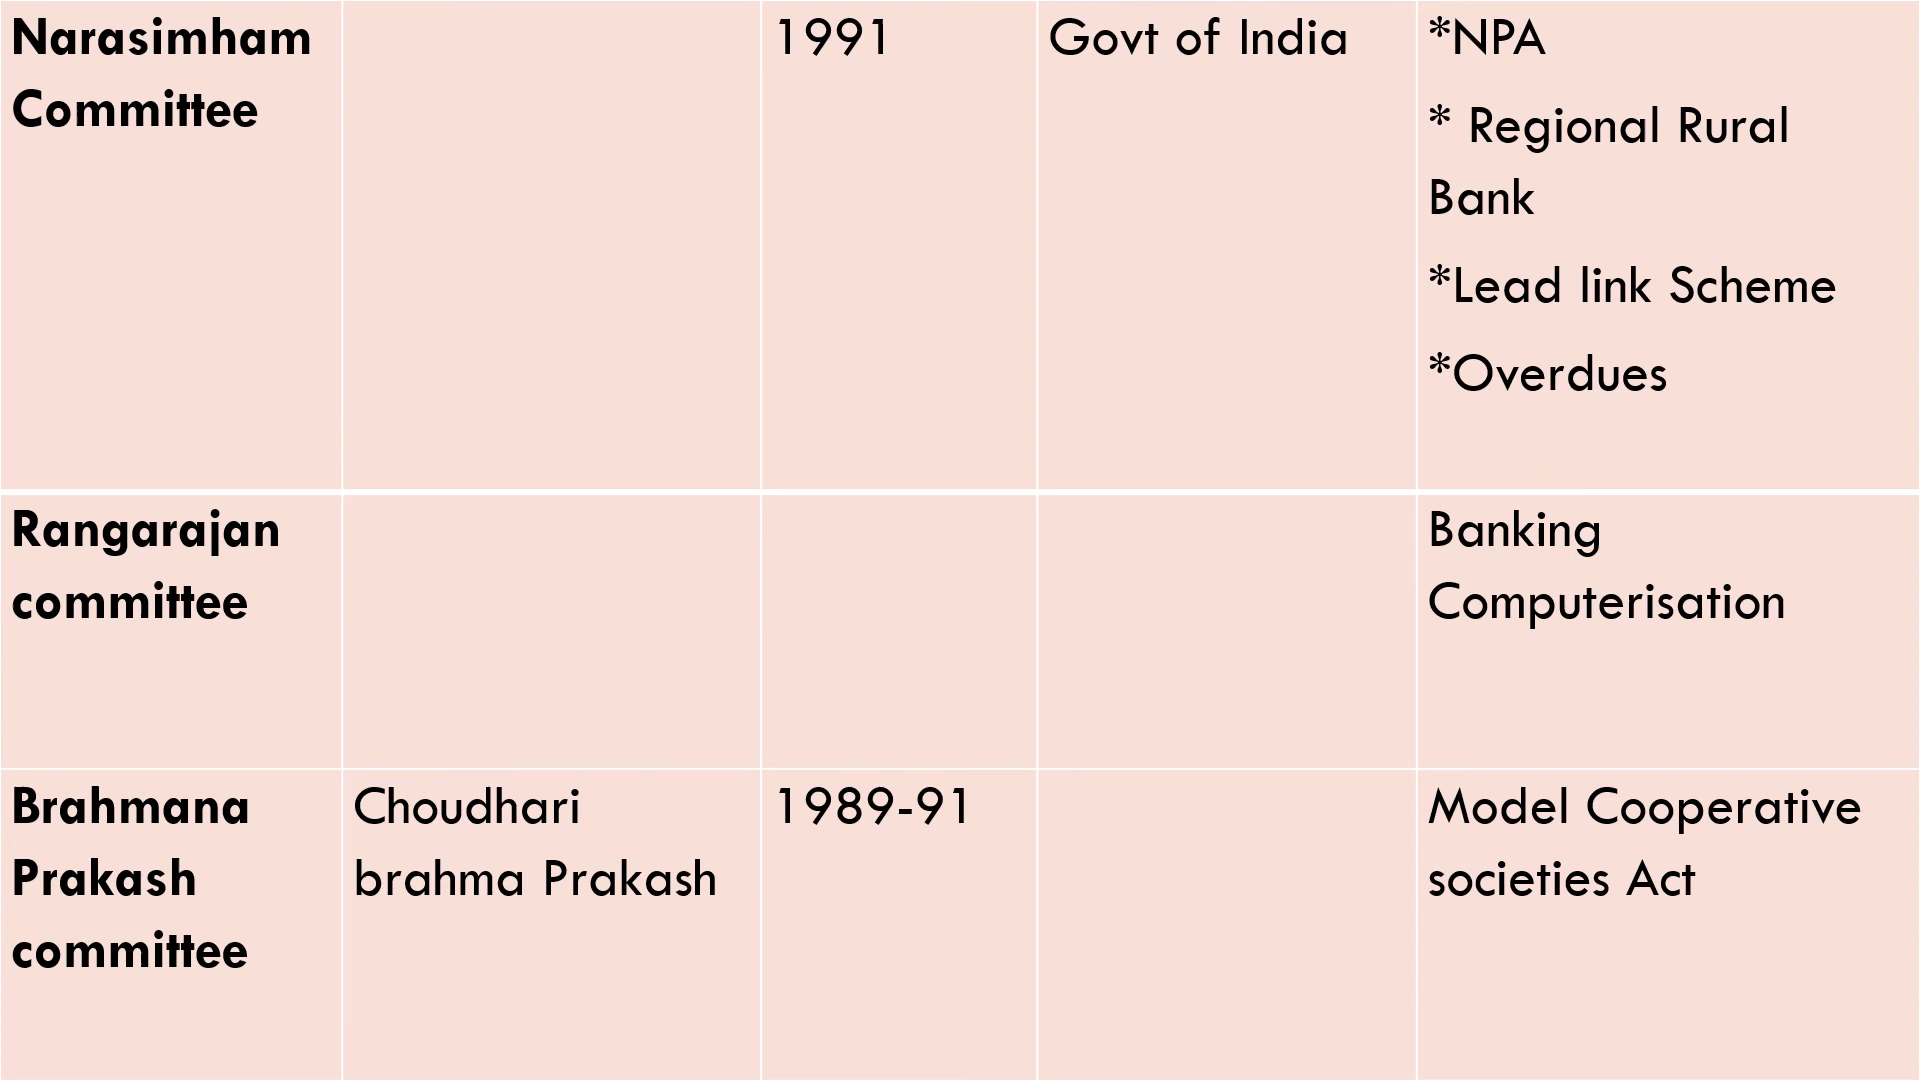 Narasimham
Committee
1991
Govt of India
*NPA
* Regional Rural
Bank
*Lead link Scheme
*Overdues
Rangarajan
committee
Banking
Computerisation
Brahmana
Prakash
committee
Choudhari
brahma Prakash
1989-91
Model Cooperative
societies Act